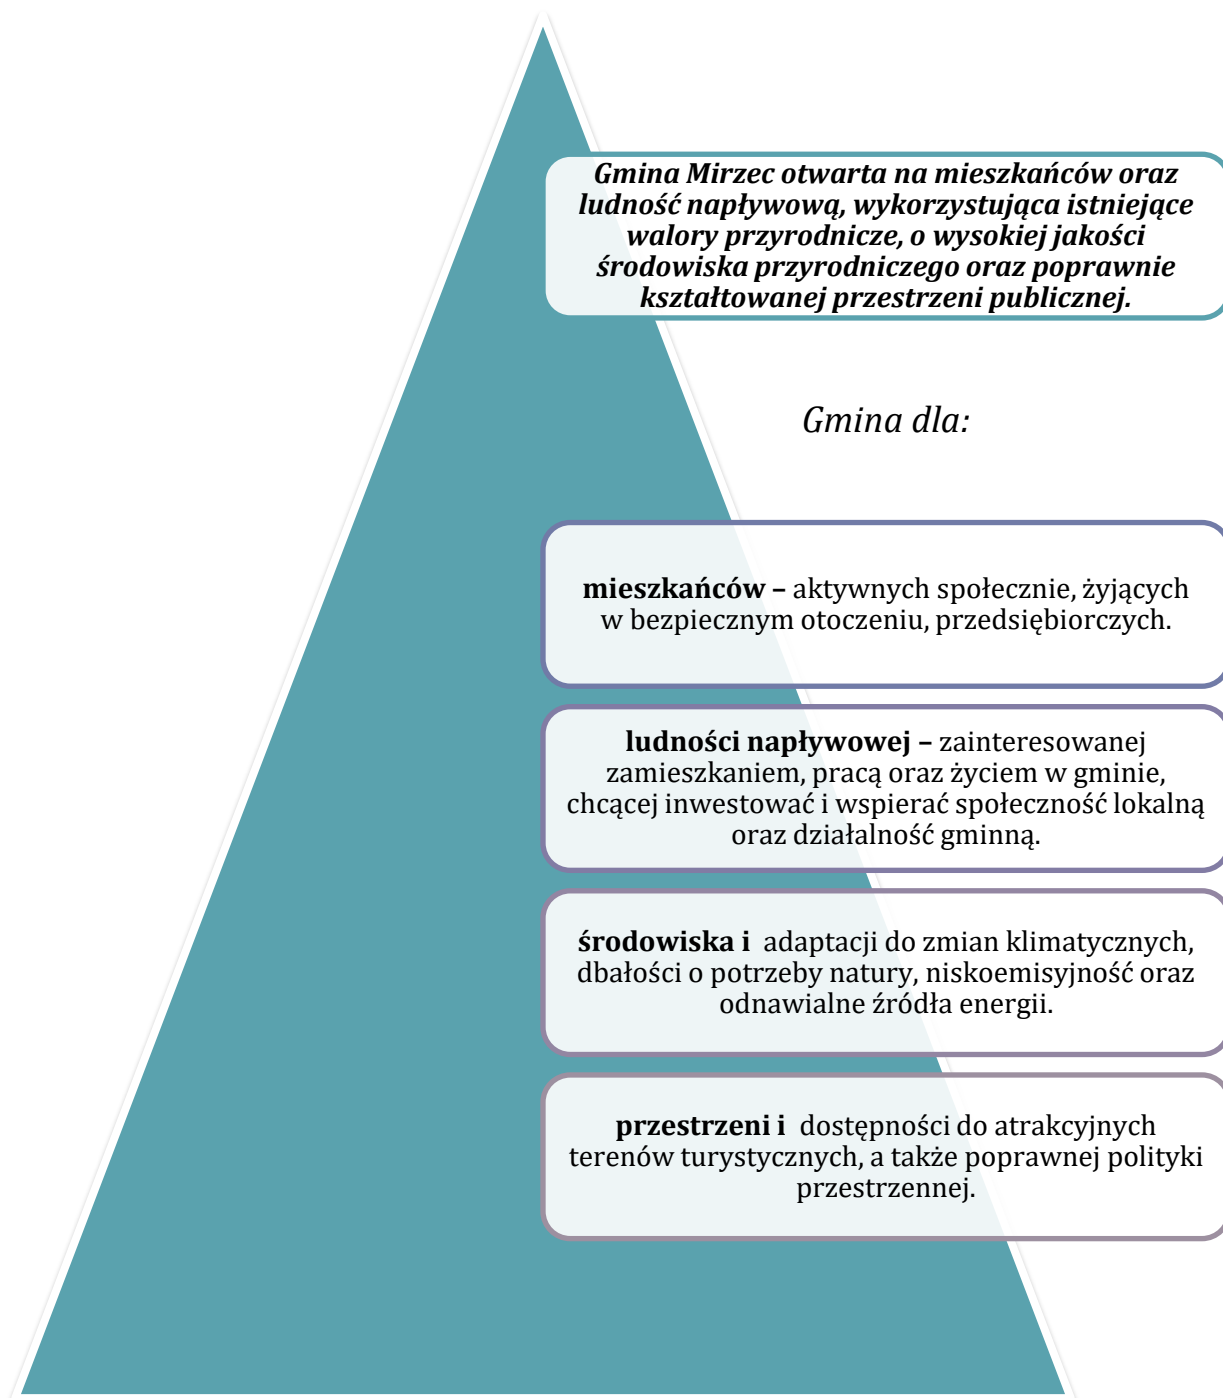 Gmina Mirzec otwarta na mieszkańców oraz
ludność napływową, wykorzystująca istniejące
walory przyrodnicze, o wysokiej jakości
środowiska przyrodniczego oraz poprawnie
kształtowanej przestrzeni publicznej.
Gmina dla:
mieszkańców – aktywnych społecznie, żyjących
w bezpiecznym otoczeniu, przedsiębiorczych.
ludności napływowej – zainteresowanej
zamieszkaniem, pracą oraz życiem w gminie,
chcącej inwestować i wspierać społeczność lokalną
oraz działalność gminną.
środowiska i adaptacji do zmian klimatycznych,
dbałości o potrzeby natury, niskoemisyjność oraz
odnawialne źródła energii.
przestrzeni i dostępności do atrakcyjnych
terenów turystycznych, a także poprawnej polityki
przestrzennej.